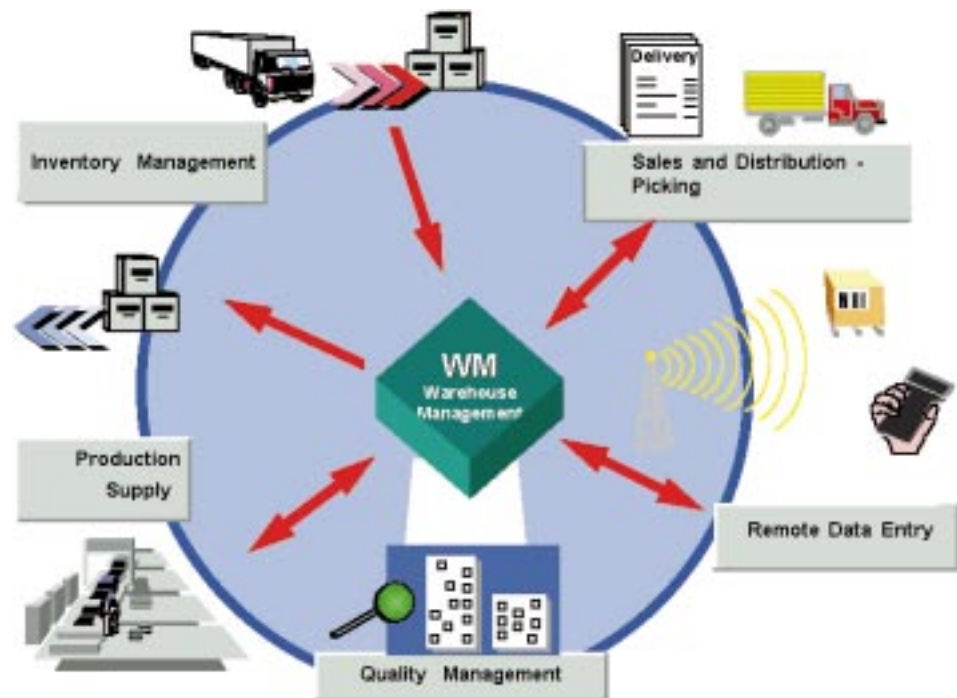 Delivery
Inventory Management
Sales and Distribution -
Picking
WM
Warehouse
Management
Production
Supply
Remote Data Entry
Quality Management